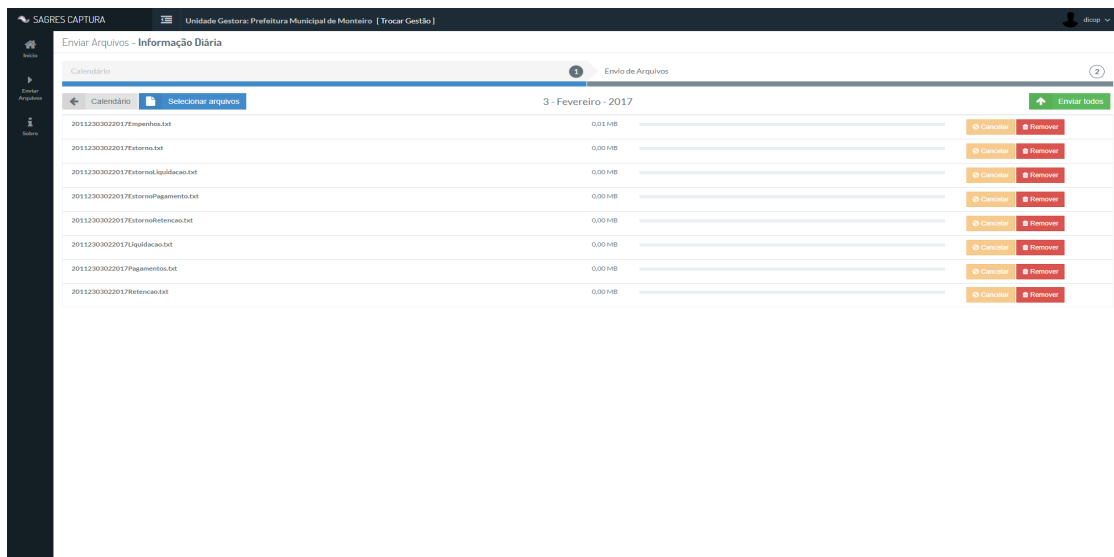 SAGRES CAPTURA
Unidade Gestora: Prefeitura Municipal de Monteiro [ Trocar Gestão ]
dicop
Início
Enviar Arquivos
Sobre
Enviar Arquivos - Informação Diária
Calendário 1 Envio de Arquivos 2
Calendário Selecionar arquivos 3 - Fevereiro - 2017 Enviar todos
20112303022017Empenhos.txt 0,01 MB Cancelar Remover
20112303022017Estorno.txt 0,00 MB Cancelar Remover
20112303022017EstornoLiquidacao.txt 0,00 MB Cancelar Remover
20112303022017EstornoPagamento.txt 0,00 MB Cancelar Remover
20112303022017EstornoRetencao.txt 0,00 MB Cancelar Remover
20112303022017Liquidacao.txt 0,00 MB Cancelar Remover
20112303022017Pagamentos.txt 0,00 MB Cancelar Remover
20112303022017Retencao.txt 0,00 MB Cancelar Remover